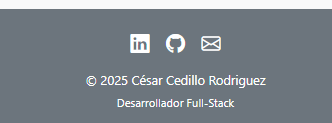 © 2025 César Cedillo Rodriguez
Desarrollador Full-Stack